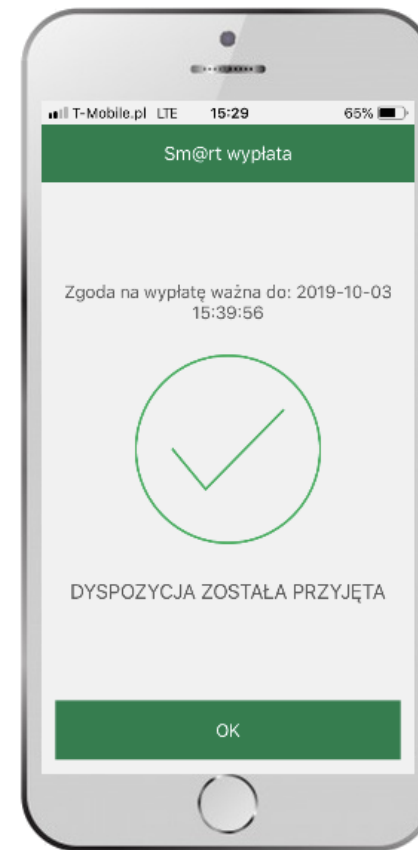 T-Mobile.pl LTE 15:29 65%
Sm@rt wypłata
Zgoda na wypłatę ważna do: 2019-10-03
15:39:56
DYSPOZYCJA ZOSTAŁA PRZYJĘTA
OK